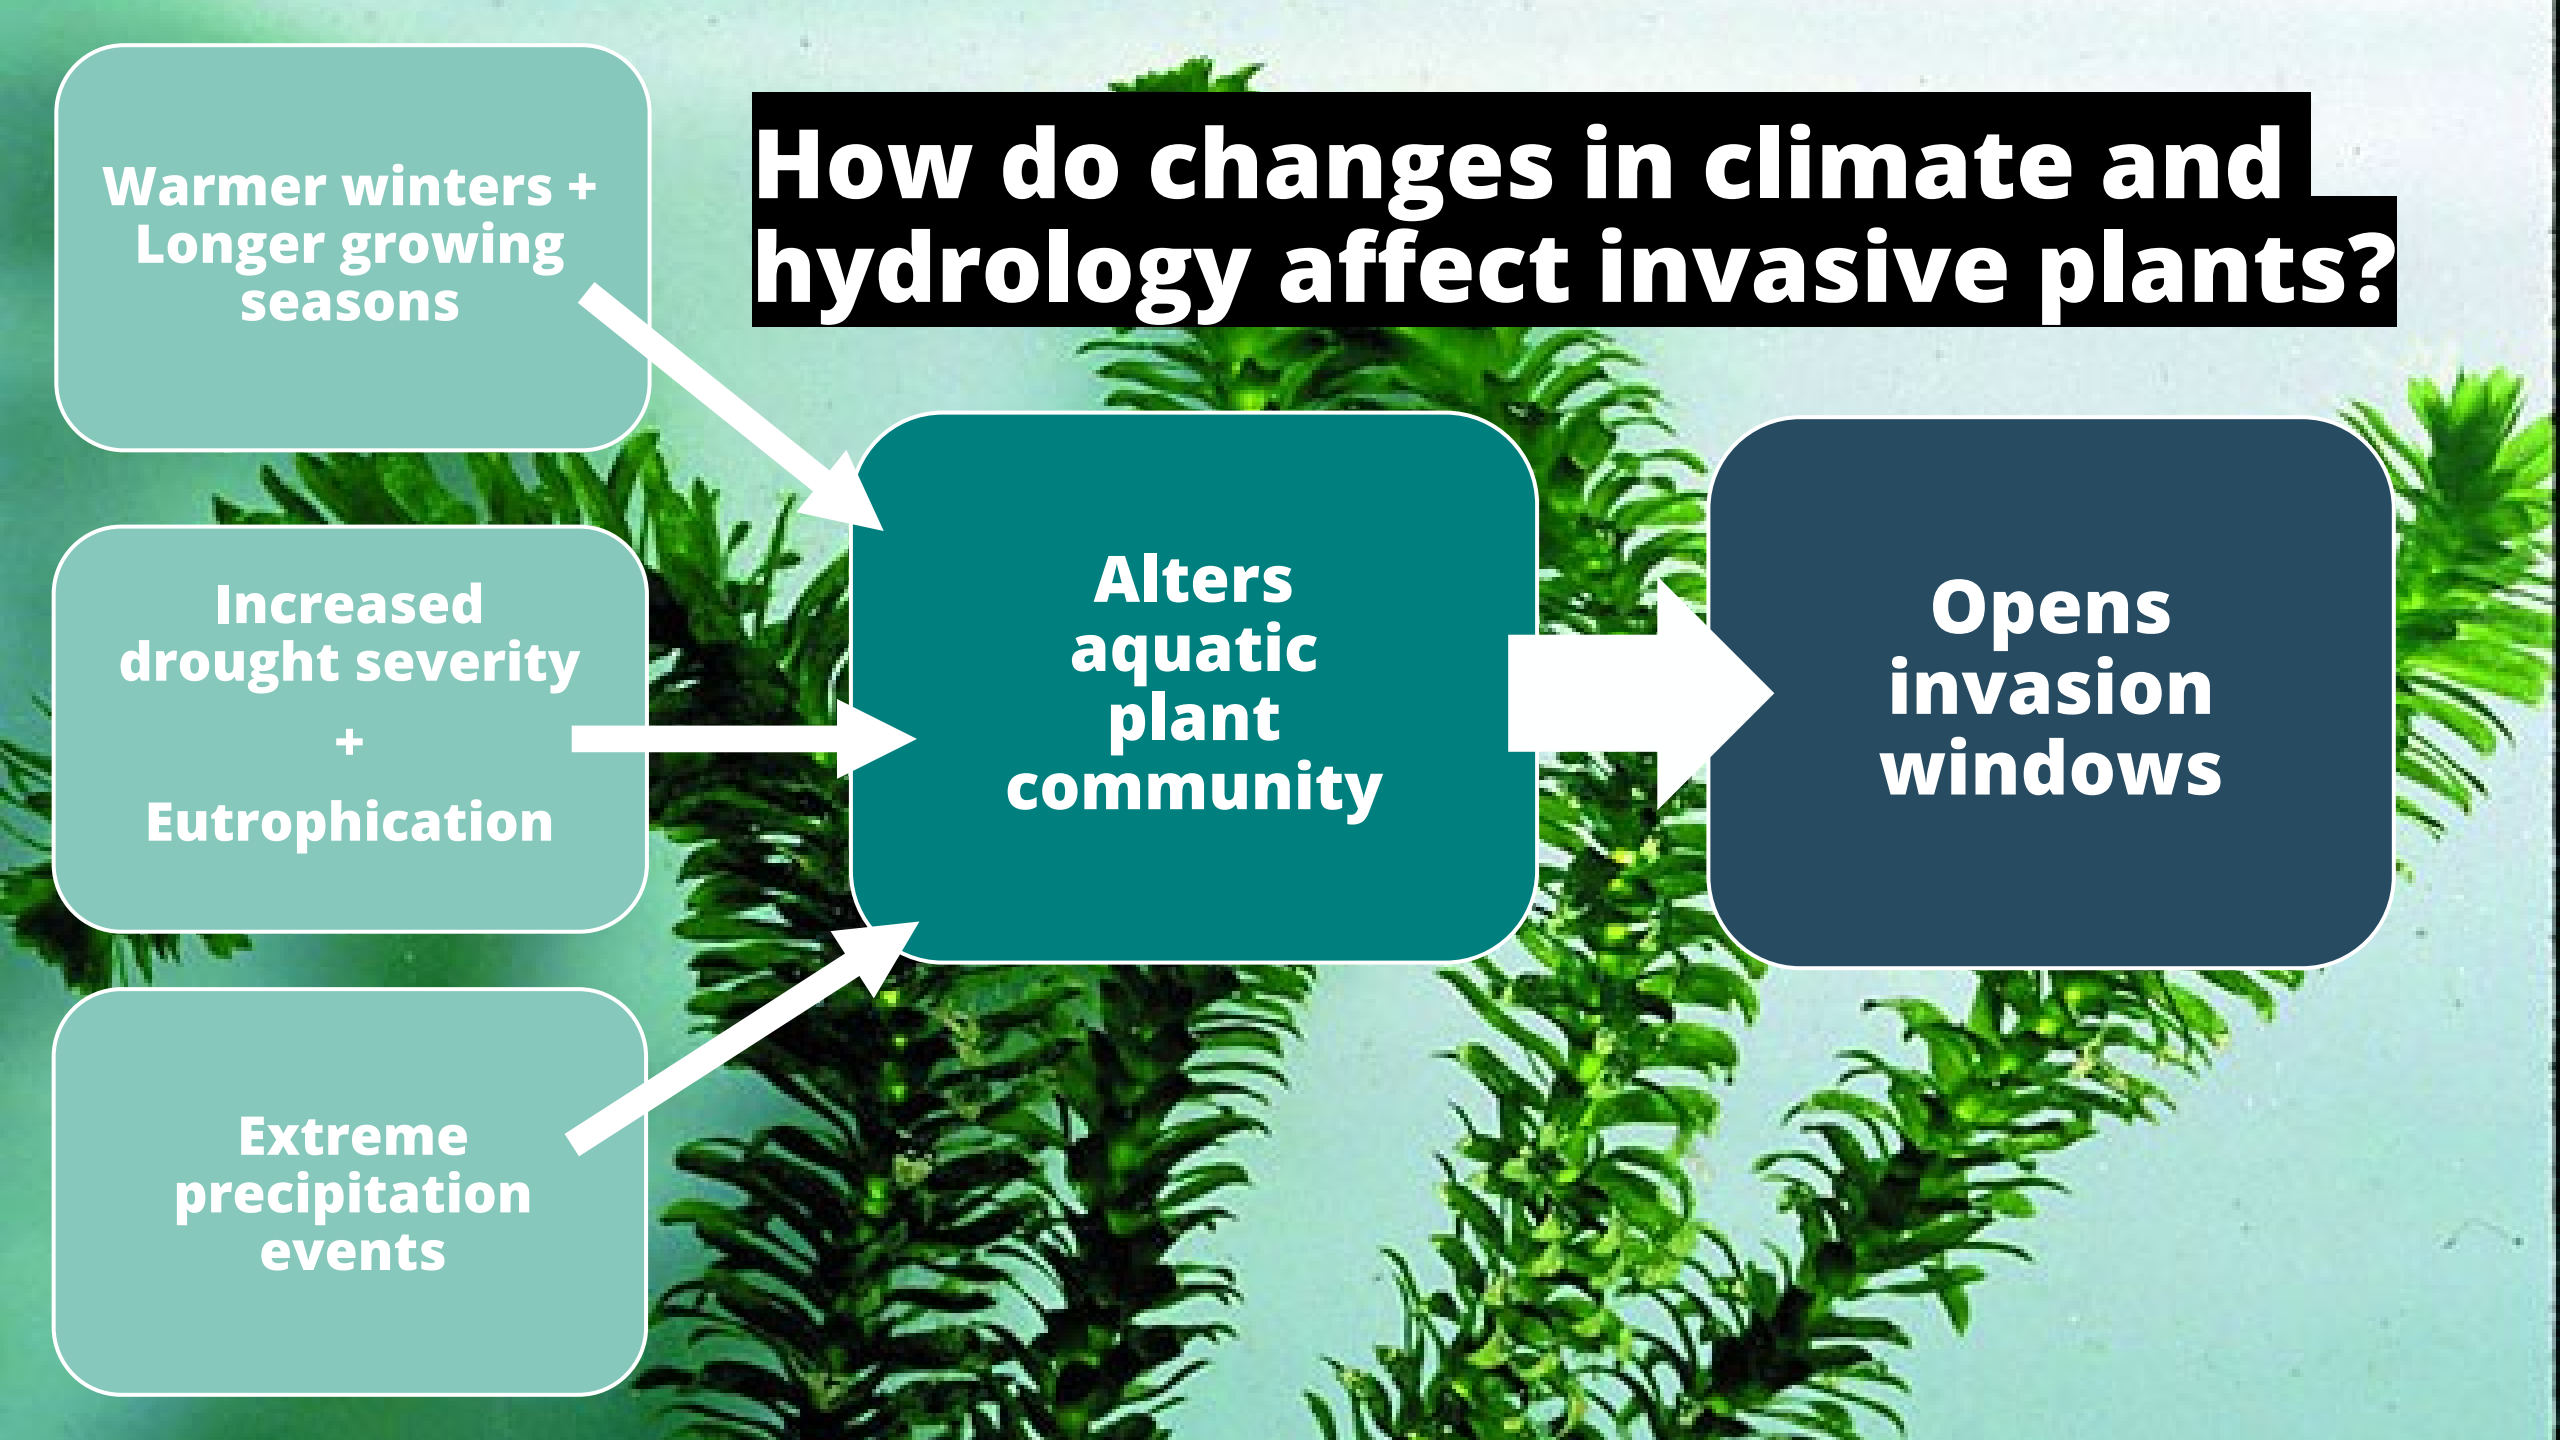 How do changes in climate and
hydrology affect invasive plants?
Warmer winters +
Longer growing
seasons
Increased
drought severity
+
Eutrophication
Extreme
precipitation
events
Alters
aquatic
plant
community
Opens
invasion
windows